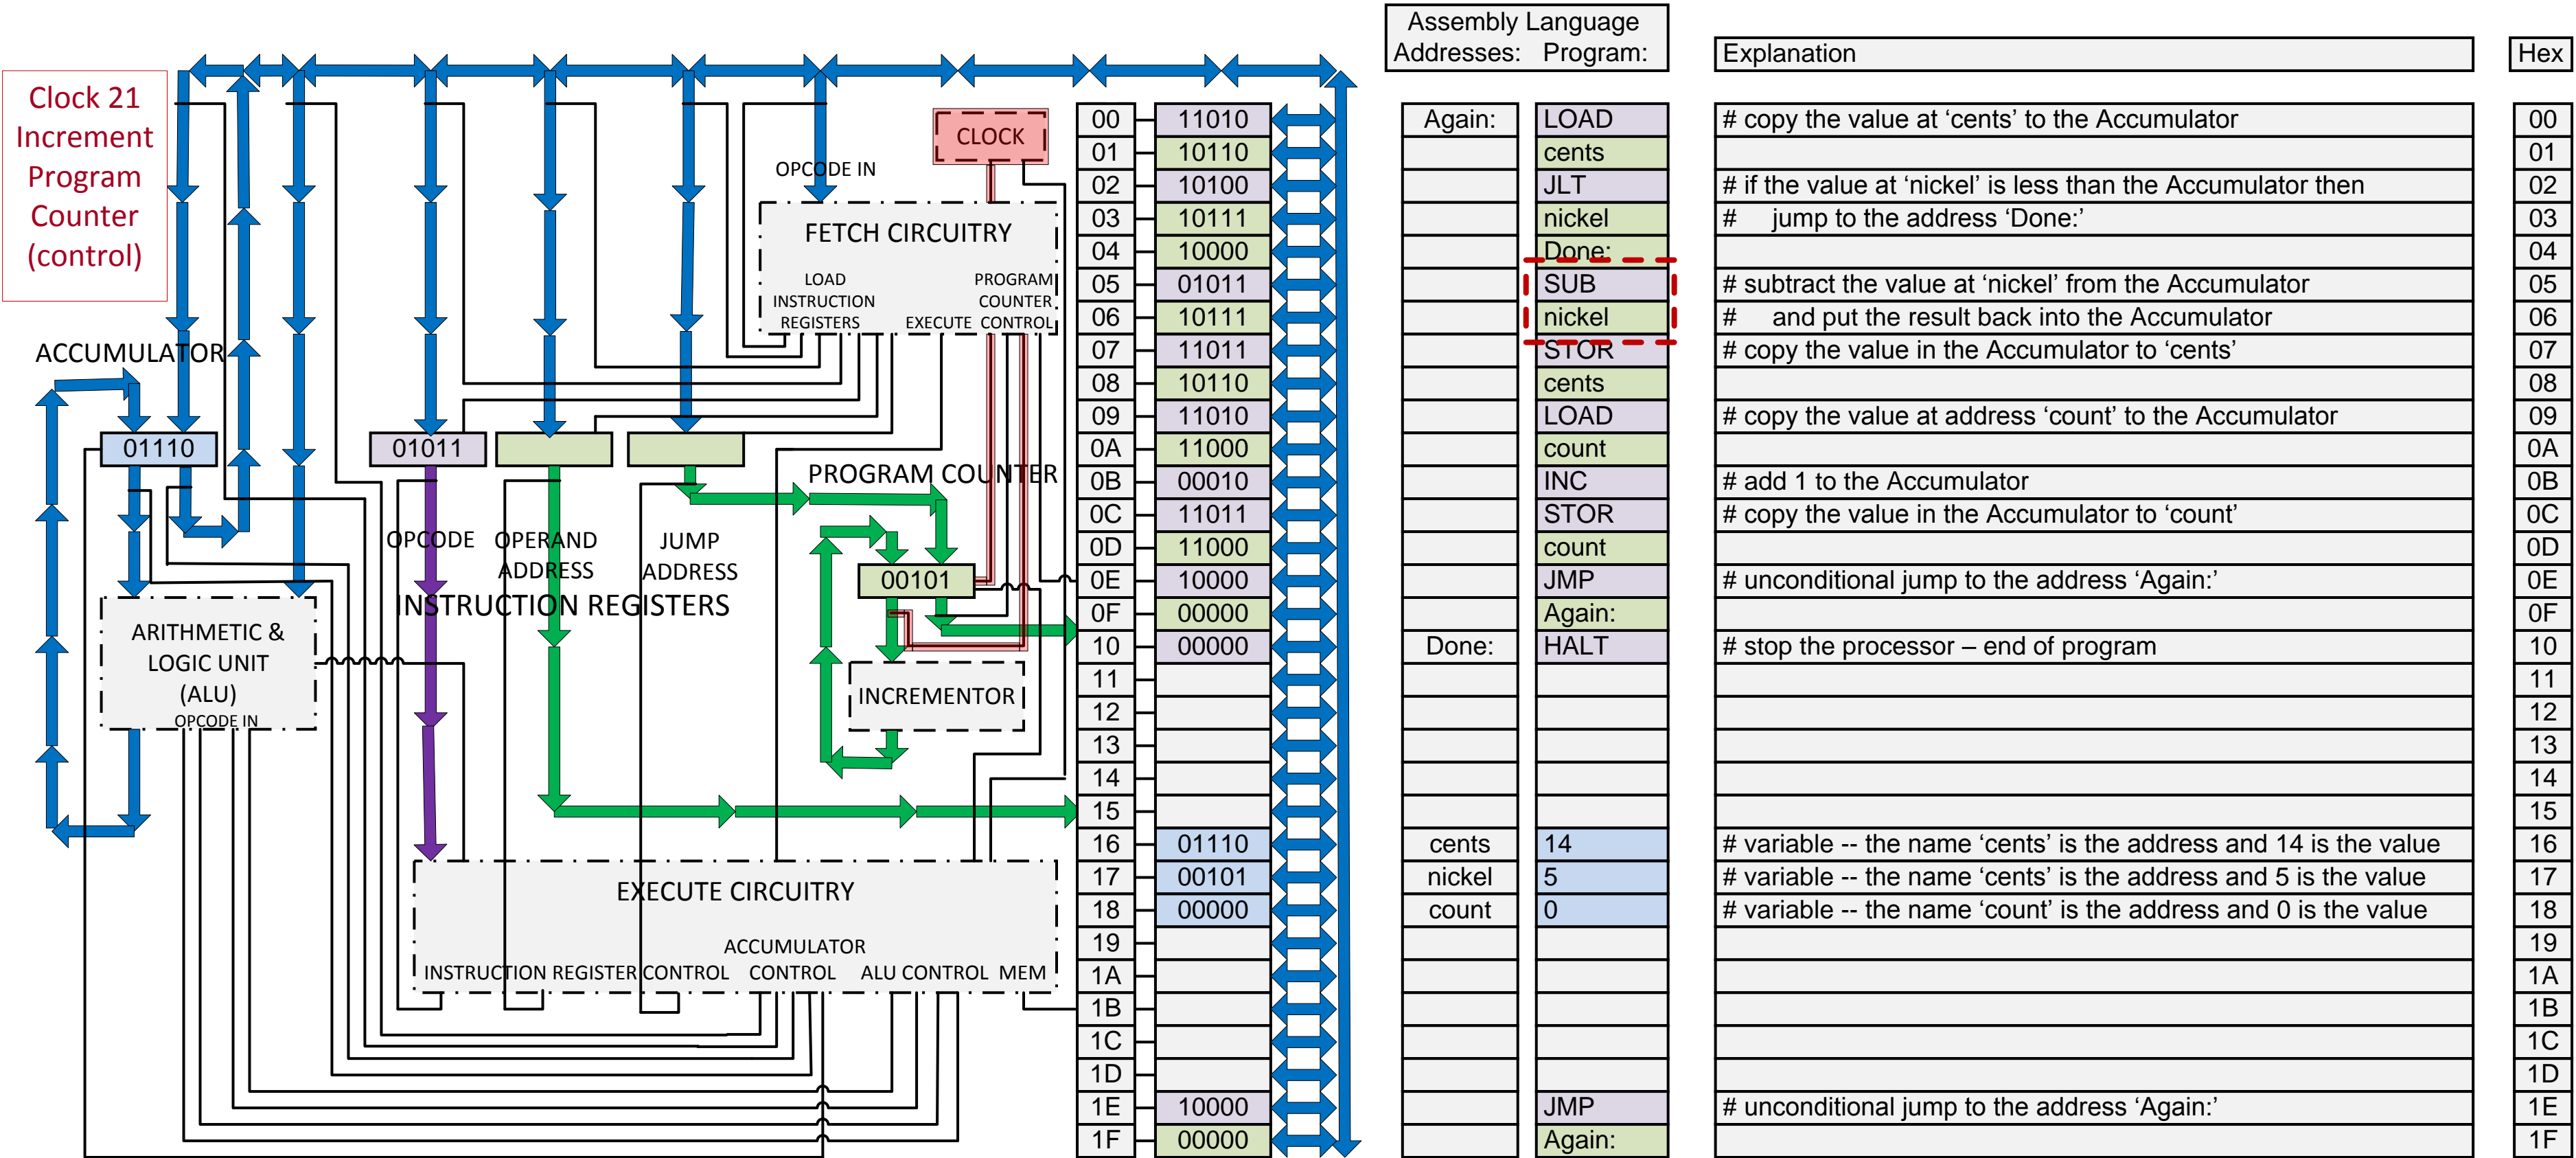 Assembly Language
Addresses: Program:
Explanation
Hex
Clock 21
Increment
Program
Counter
(control)
CLOCK
OPCODE IN
FETCH CIRCUITRY
LOAD
INSTRUCTION
REGISTERS
EXECUTE
PROGRAM
COUNTER
CONTROL
ACCUMULATOR
01110
01011
PROGRAM COUNTER
OPCODE
OPERAND
ADDRESS
JUMP
ADDRESS
INSTRUCTION REGISTERS
00101
INCREMENTOR
ARITHMETIC &
LOGIC UNIT
(ALU)
OPCODE IN
EXECUTE CIRCUITRY
INSTRUCTION REGISTER CONTROL
ACCUMULATOR
CONTROL
ALU CONTROL
MEM
00 11010 Again: LOAD # copy the value at ‘cents’ to the Accumulator 00
01 10110 cents 01
02 10100 JLT # if the value at ‘nickel’ is less than the Accumulator then 02
03 10111 nickel # jump to the address ‘Done:’ 03
04 10000 Done: 04
05 01011 SUB # subtract the value at ‘nickel’ from the Accumulator 05
06 10111 nickel # and put the result back into the Accumulator 06
07 11011 STOR # copy the value in the Accumulator to ‘cents’ 07
08 10110 cents 08
09 11010 LOAD # copy the value at address ‘count’ to the Accumulator 09
0A 11000 count 0A
0B 00010 INC # add 1 to the Accumulator 0B
0C 11011 STOR # copy the value in the Accumulator to ‘count’ 0C
0D 11000 count 0D
0E 10000 JMP # unconditional jump to the address ‘Again:’ 0E
0F 00000 Again: 0F
10 00000 Done: HALT # stop the processor – end of program 10
11 11
12 12
13 13
14 14
15 15
16 01110 cents 14 # variable -- the name ‘cents’ is the address and 14 is the value 16
17 00101 nickel 5 # variable -- the name ‘cents’ is the address and 5 is the value 17
18 00000 count 0 # variable -- the name ‘count’ is the address and 0 is the value 18
19 19
1A 1A
1B 1B
1C 1C
1D 1D
1E 10000 JMP # unconditional jump to the address ‘Again:’ 1E
1F 00000 Again: 1F